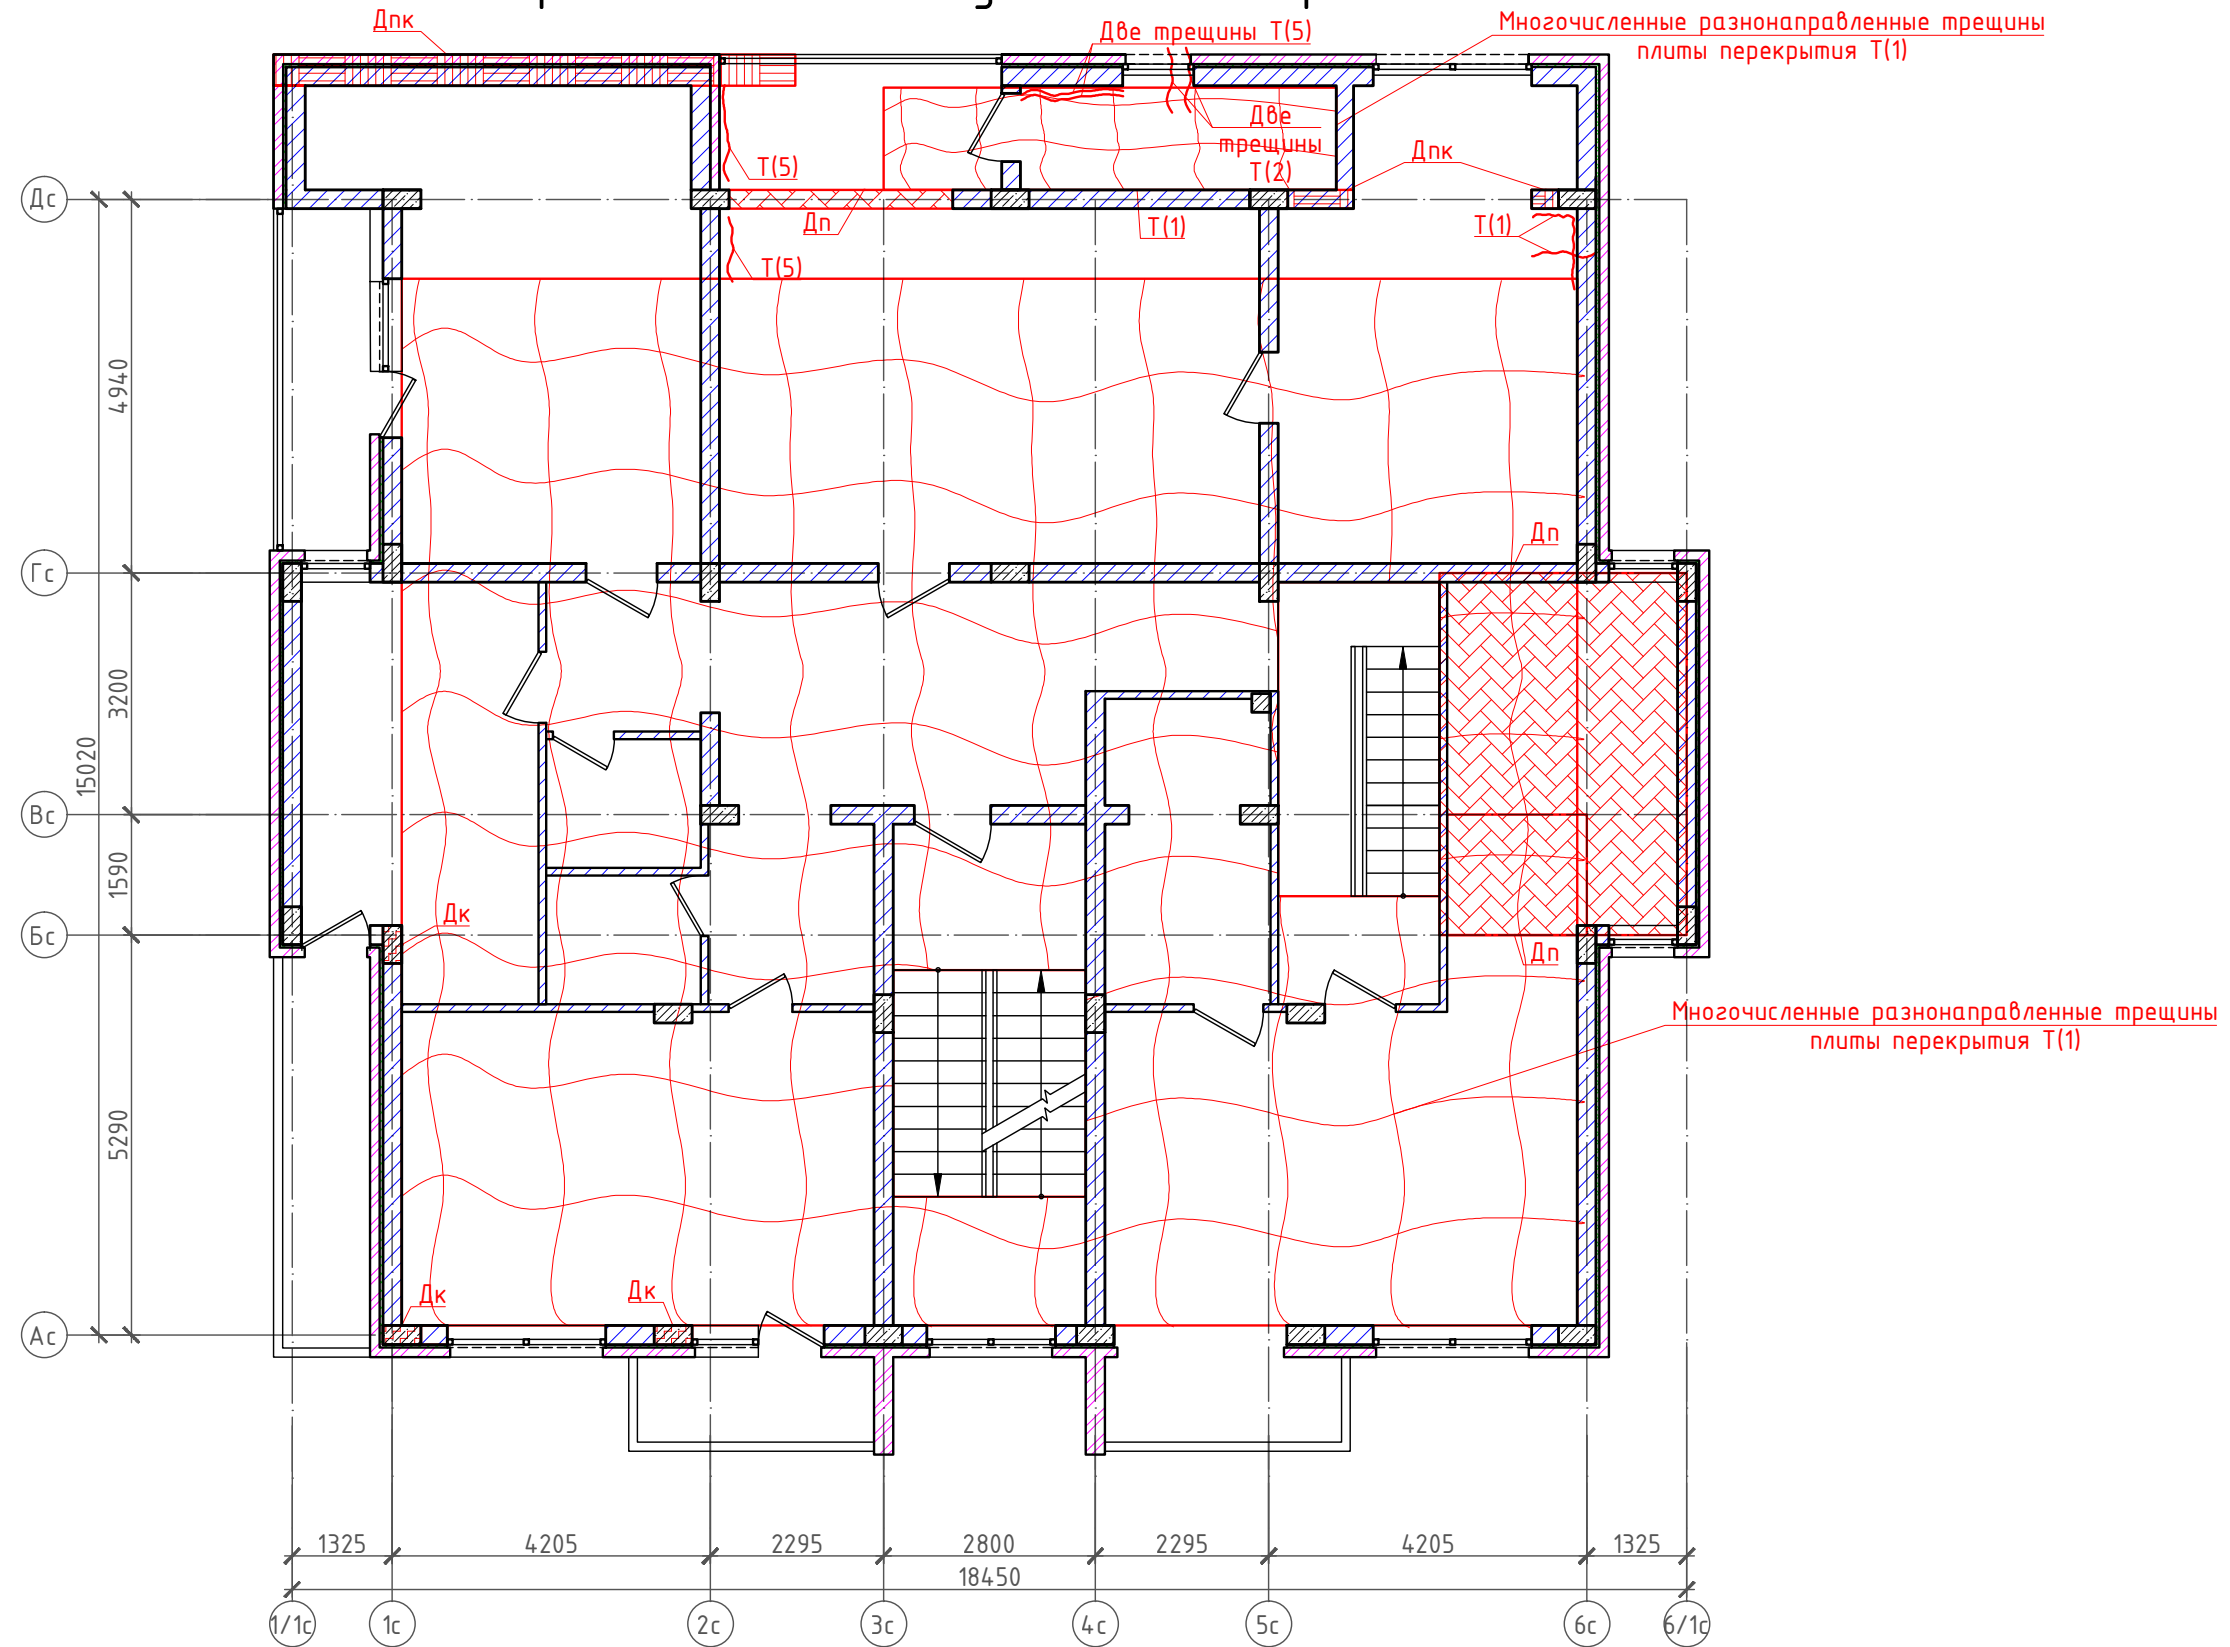 Дпк
Две трещины Т(5)
Многочисленные разнонаправленные трещины
плиты перекрытия Т(1)
Две
трещины
Т(2)
Дпк
Т(5)
Дп
Т(1)
Т(1)
Т(5)
Дс
4940
Дп
Гс
3200
15020
Вс
1590
Дк
Бс
Дп
Многочисленные разнонаправленные трещины
плиты перекрытия Т(1)
5290
Дк
Дк
Ас
1325 4205 2295 2800 2295 4205 1325
18450
1/1с 1с 2с 3с 4с 5с 6с 6/1с